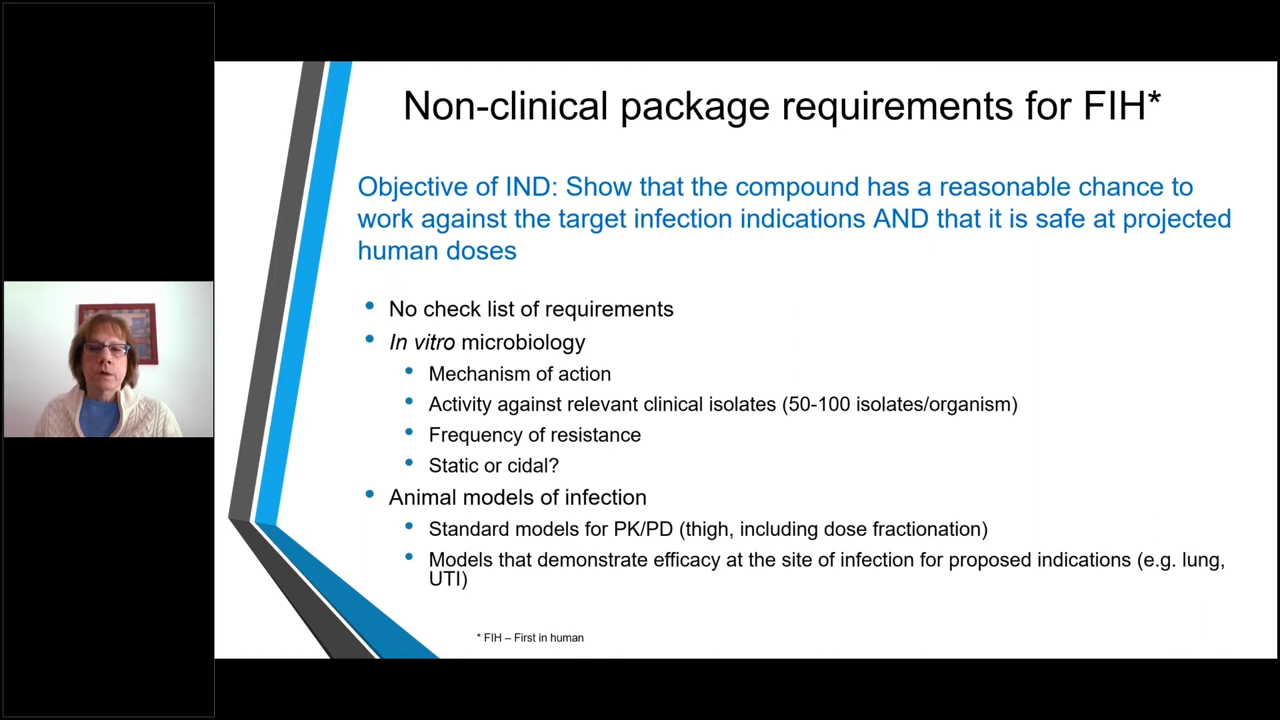 Non-clinical package requirements for FIH*
Objective of IND: Show that the compound has a reasonable chance to
work against the target infection indications AND that it is safe at projected
human doses
• No check list of requirements
• In vitro microbiology
• Mechanism of action
• Activity against relevant clinical isolates (50-100 isolates/organism)
• Frequency of resistance
• Static or cidal?
• Animal models of infection
• Standard models for PK/PD (thigh, including dose fractionation)
• Models that demonstrate efficacy at the site of infection for proposed indications (e.g. lung,
UTI)
* FIH – First in human